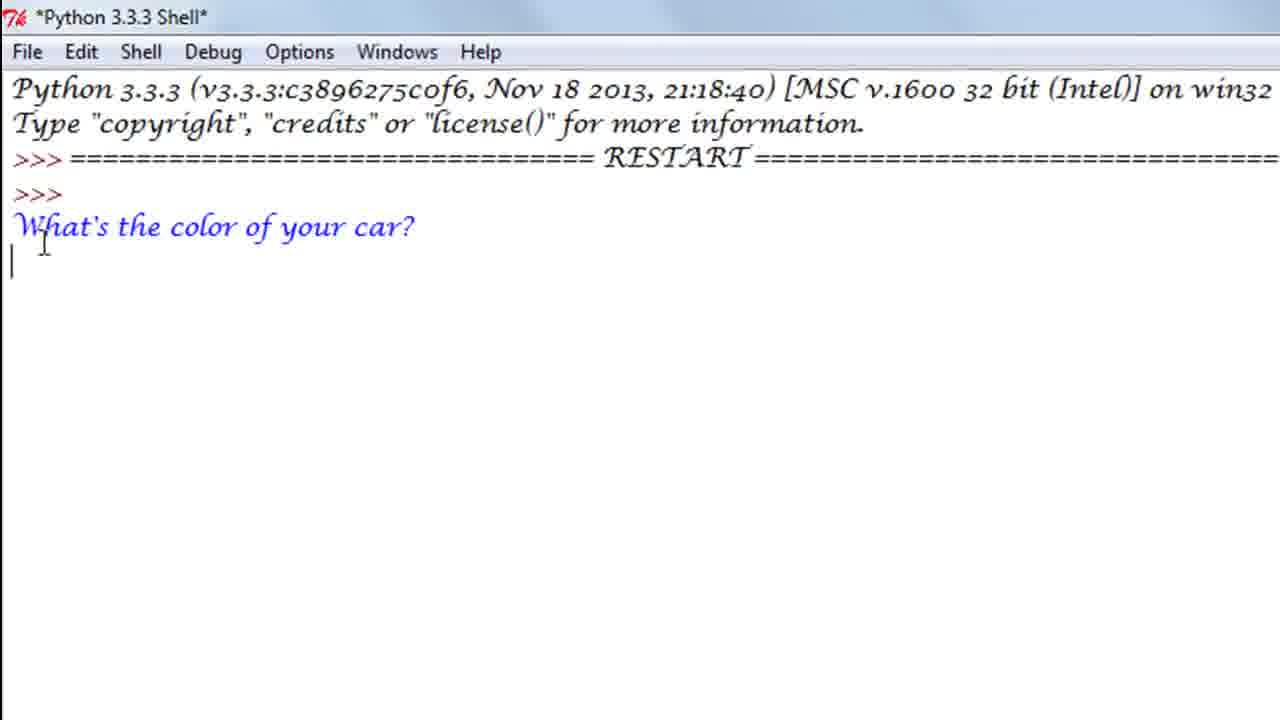 *Python 3.3.3 Shell*
File Edit Shell Debug Options Windows Help
Python 3.3.3 (v3.3.3:c3896275c0f6, Nov 18 2013, 21:18:40) [MSC v.1600 32 bit (Intel)] on win32
Type "copyright", "credits" or "license()" for more information.
>>> ================================ RESTART ================================
>>>
What's the color of your car?